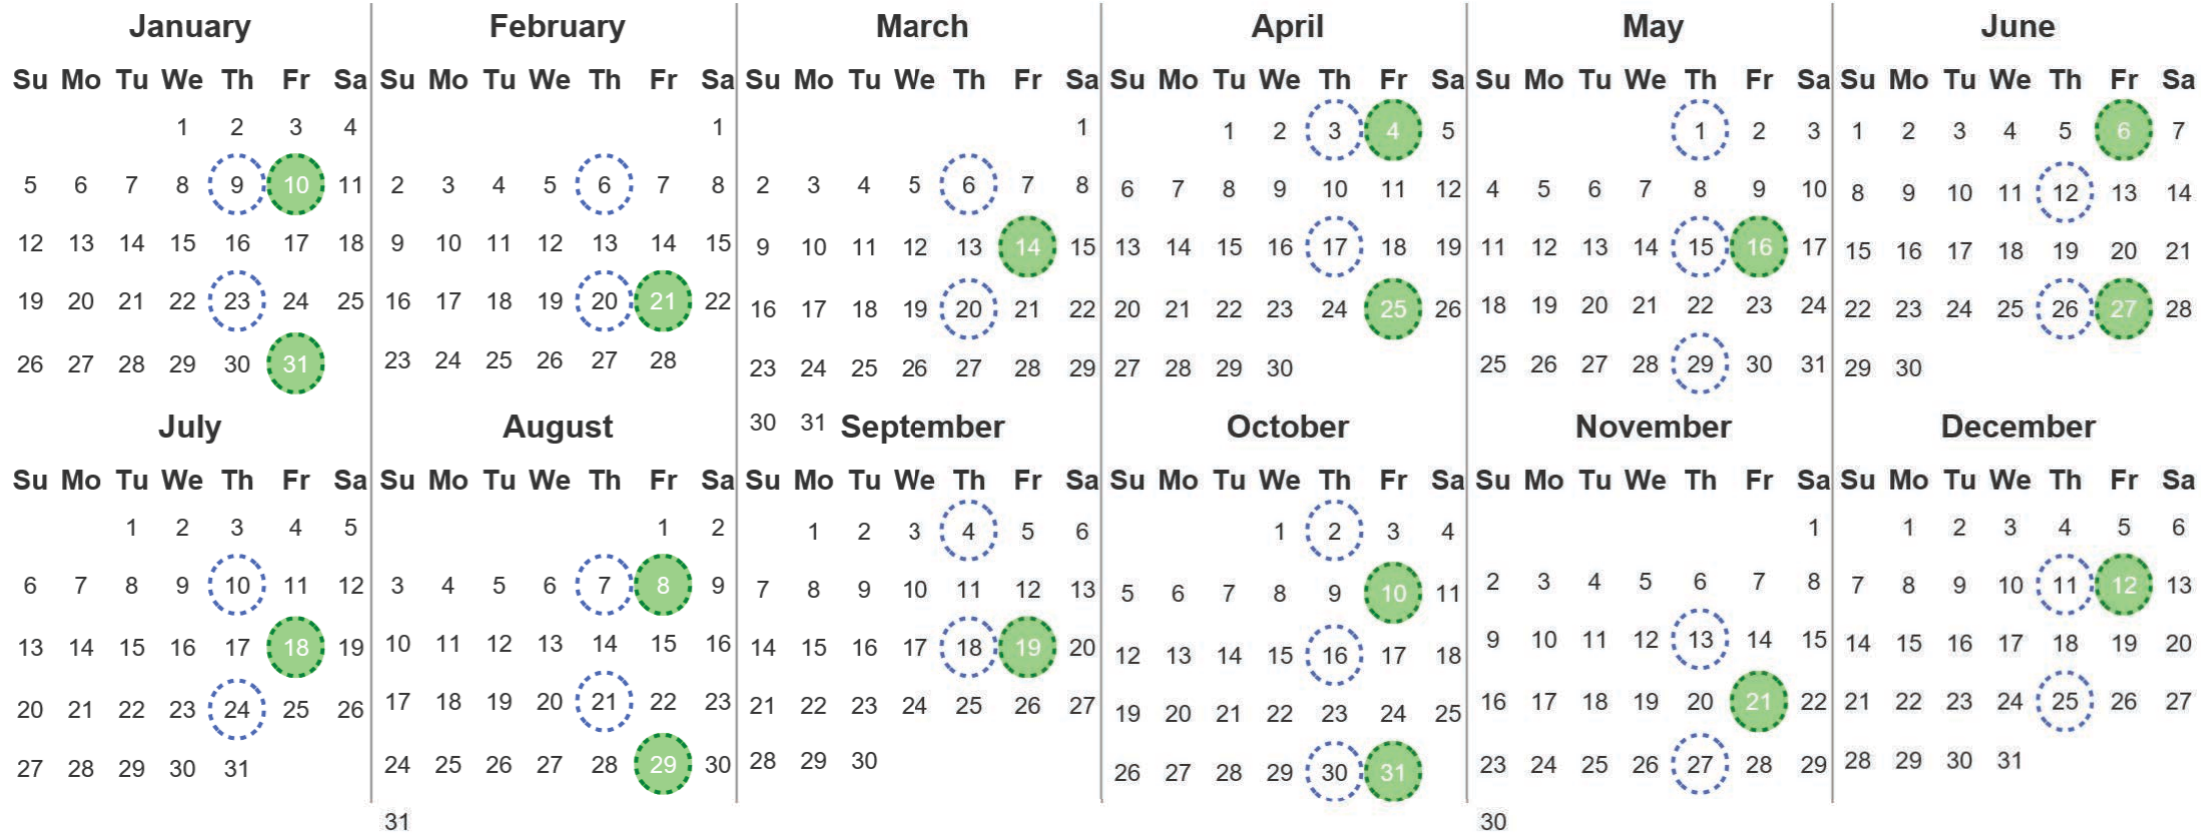 January February March April May June
Su Mo Tu We Th Fr Sa Su Mo Tu We Th Fr Sa Su Mo Tu We Th Fr Sa Su Mo Tu We Th Fr Sa Su Mo Tu We Th Fr Sa Su Mo Tu We Th Fr Sa
1 2 3 4 1 1 1 2 3 4 5 1 2 3 1 2 3 4 5 6 7
5 6 7 8 9 10 11 2 3 4 5 6 7 8 2 3 4 5 6 7 8 6 7 8 9 10 11 12 4 5 6 7 8 9 10 8 9 10 11 12 13 14
12 13 14 15 16 17 18 9 10 11 12 13 14 15 9 10 11 12 13 14 15 13 14 15 16 17 18 19 11 12 13 14 15 16 17 15 16 17 18 19 20 21
19 20 21 22 23 24 25 16 17 18 19 20 21 22 16 17 18 19 20 21 22 20 21 22 23 24 25 26 18 19 20 21 22 23 24 22 23 24 25 26 27 28
26 27 28 29 30 31 23 24 25 26 27 28 23 24 25 26 27 28 29 27 28 29 30 25 26 27 28 29 30 31 29 30
30 31
July August September October November December
Su Mo Tu We Th Fr Sa Su Mo Tu We Th Fr Sa Su Mo Tu We Th Fr Sa Su Mo Tu We Th Fr Sa Su Mo Tu We Th Fr Sa Su Mo Tu We Th Fr Sa
1 2 3 4 5 1 2 1 2 3 4 5 6 1 2 3 4 1 1 2 3 4 5 6
6 7 8 9 10 11 12 3 4 5 6 7 8 9 7 8 9 10 11 12 13 5 6 7 8 9 10 11 2 3 4 5 6 7 8 7 8 9 10 11 12 13
13 14 15 16 17 18 19 10 11 12 13 14 15 16 14 15 16 17 18 19 20 12 13 14 15 16 17 18 9 10 11 12 13 14 15 14 15 16 17 18 19 20
20 21 22 23 24 25 26 17 18 19 20 21 22 23 21 22 23 24 25 26 27 19 20 21 22 23 24 25 16 17 18 19 20 21 22 21 22 23 24 25 26 27
27 28 29 30 31 24 25 26 27 28 29 30 28 29 30 26 27 28 29 30 31 23 24 25 26 27 28 29 28 29 30 31
31 30